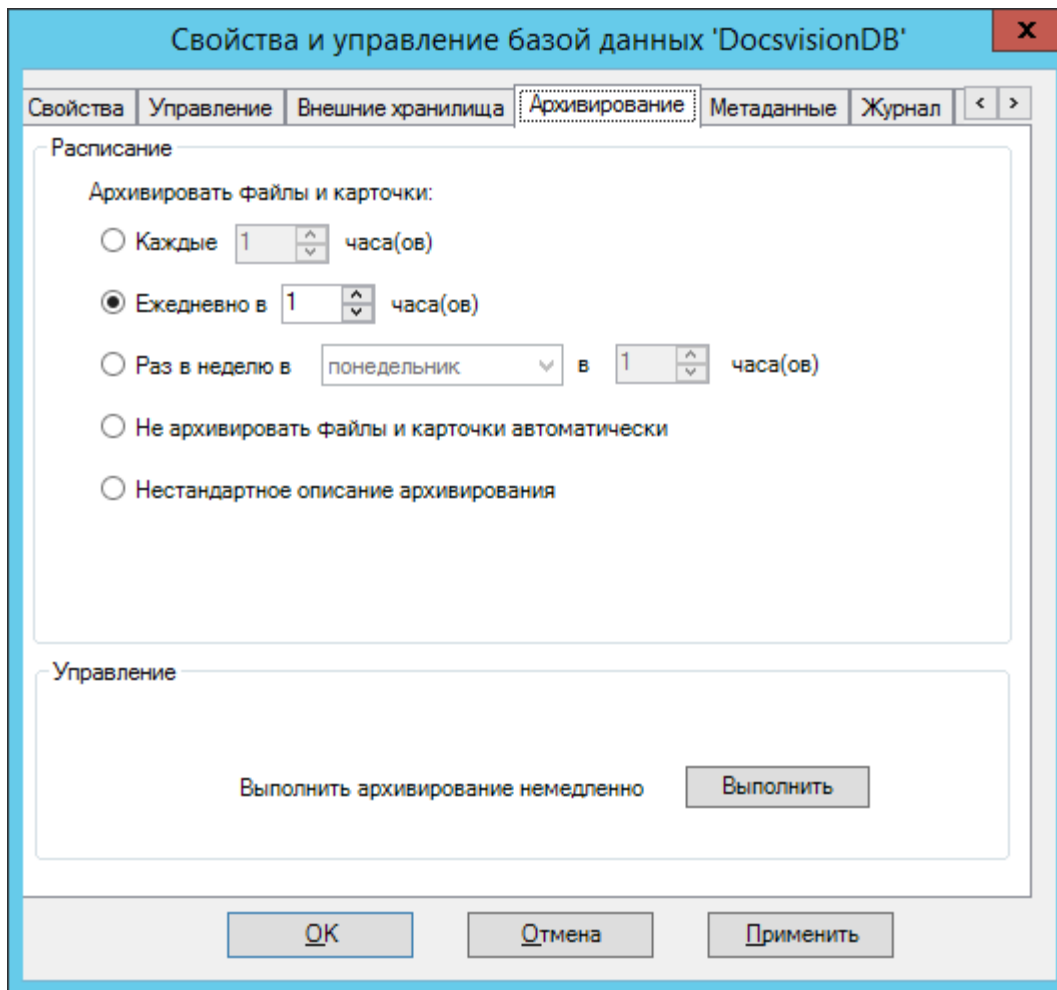 Свойства и управление базой данных 'DocsvisionDB'
x
Свойства Управление Внешние хранилища Архивирование Метаданные Журнал < >
Расписание
Архивировать файлы и карточки:
Каждые 1 часа(ов)
Ежедневно в 1 часа(ов)
Раз в неделю в понедельник в 1 часа(ов)
Не архивировать файлы и карточки автоматически
Нестандартное описание архивирования
Управление
Выполнить архивирование немедленно Выполнить
OK Отмена Применить